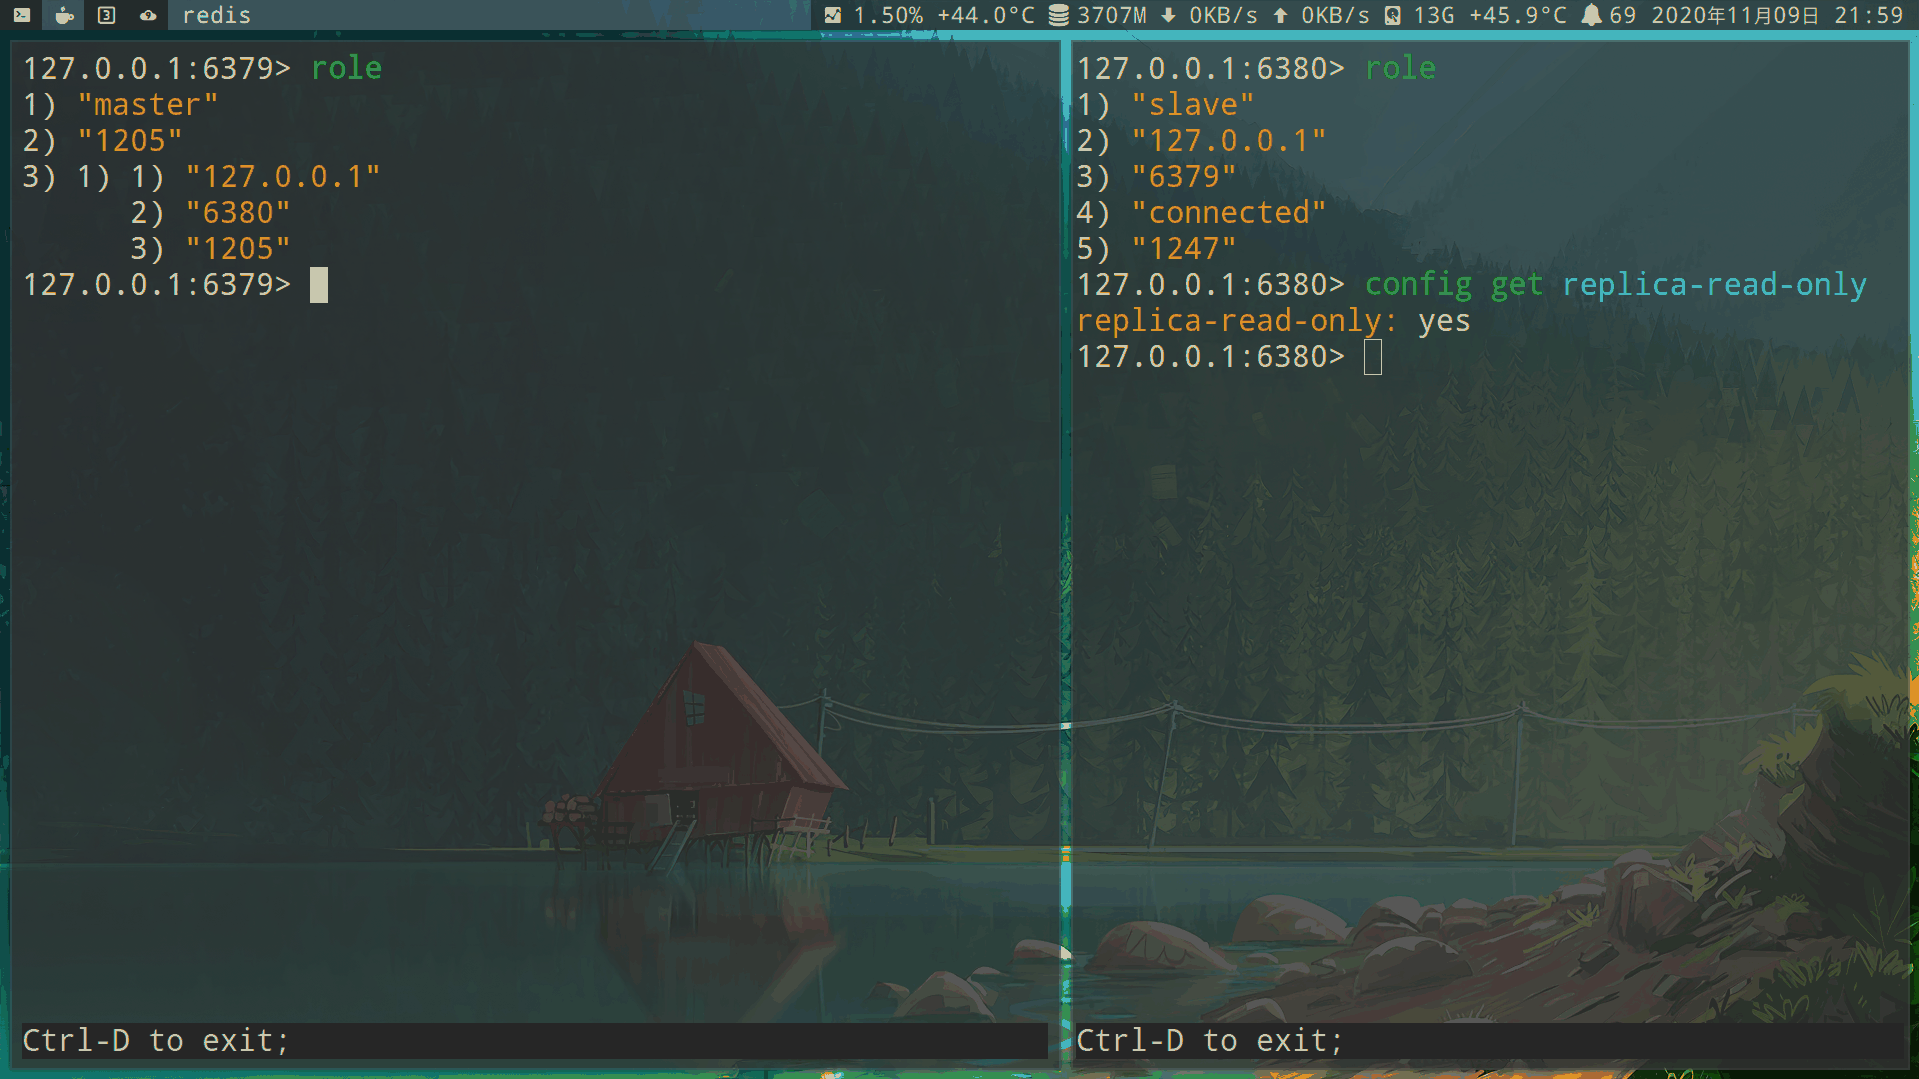 3 redis 1.50% +44.0°C 3707M 0KB/s 0KB/s 13G +45.9°C 69 2020年11月09日 21:59
127.0.0.1:6379> role
1) "master"
2) "1205"
3) 1) 1) "127.0.0.1"
2) "6380"
3) "1205"
127.0.0.1:6379>
Ctrl-D to exit;
127.0.0.1:6380> role
1) "slave"
2) "127.0.0.1"
3) "6379"
4) "connected"
5) "1247"
127.0.0.1:6380> config get replica-read-only
replica-read-only: yes
127.0.0.1:6380>
Ctrl-D to exit;